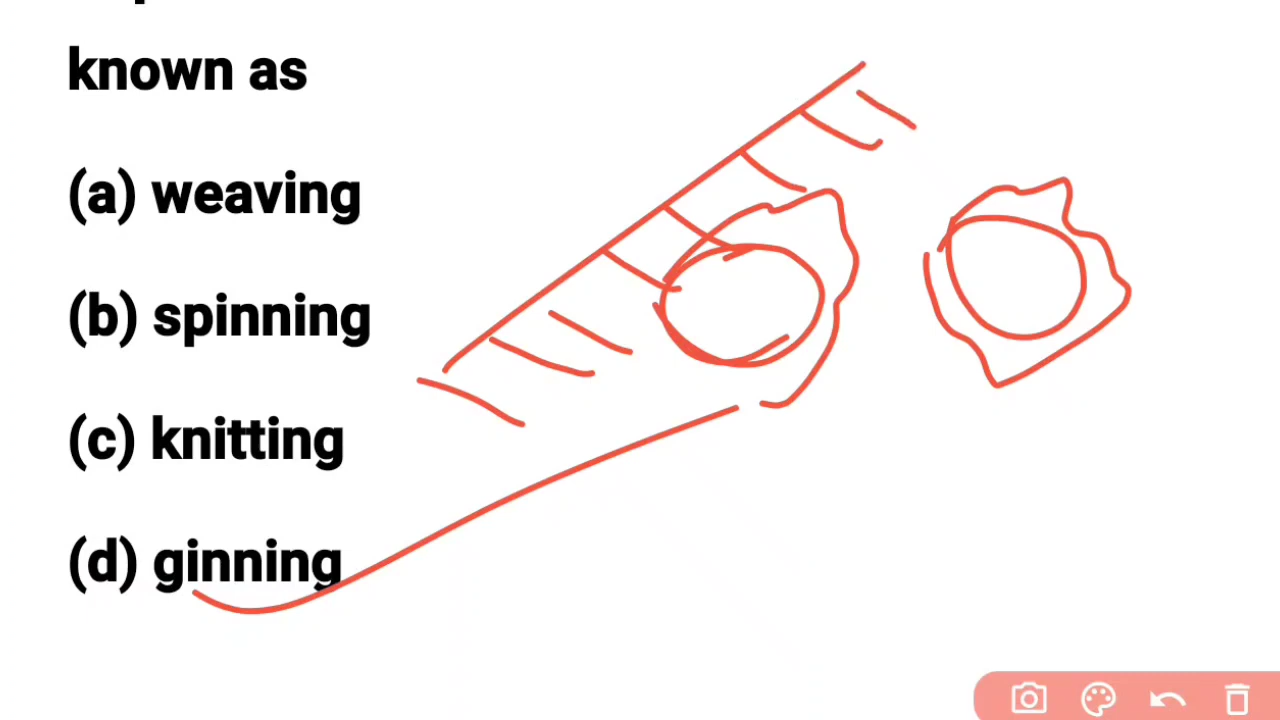 known as
(a) weaving
(b) spinning
(c) knitting
(d) ginning